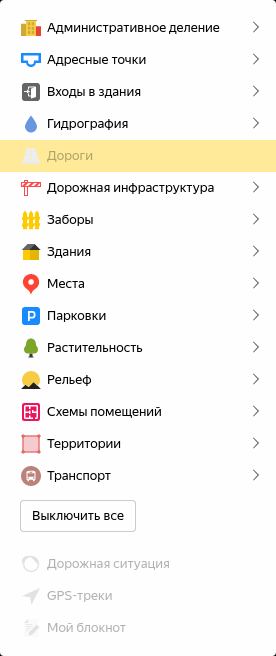 Административное деление
Адресные точки
Входы в здания
Гидрография
Дороги
Дорожная инфраструктура
Заборы
Здания
Места
Парковки
Растительность
Рельеф
Схемы помещений
Территории
Транспорт
Выключить все
Дорожная ситуация
GPS-треки
Мой блокнот